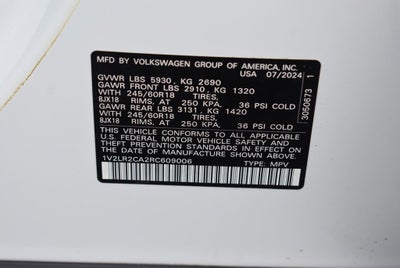 MFD BY VOLKSWAGEN GROUP OF AMERICA, INC.
USA 07/2024
GVWR LBS 5930, KG 2690
GAWR FRONT LBS 2910, KG 1320
WITH 245/60R18 TIRES,
8JX18 RIMS, AT 250 KPA, 36 PSI COLD
GAWR REAR LBS 3131, KG 1420
WITH 245/60R18 TIRES,
8JX18 RIMS, AT 250 KPA, 36 PSI COLD
THIS VEHICLE CONFORMS TO ALL APPLICABLE
U.S. FEDERAL MOTOR VEHICLE SAFETY
STANDARDS IN EFFECT ON THE DATE OF
MANUFACTURE SHOWN ABOVE.
1V2LR2CA2RC609006 TYPE: MPV
3050673 1